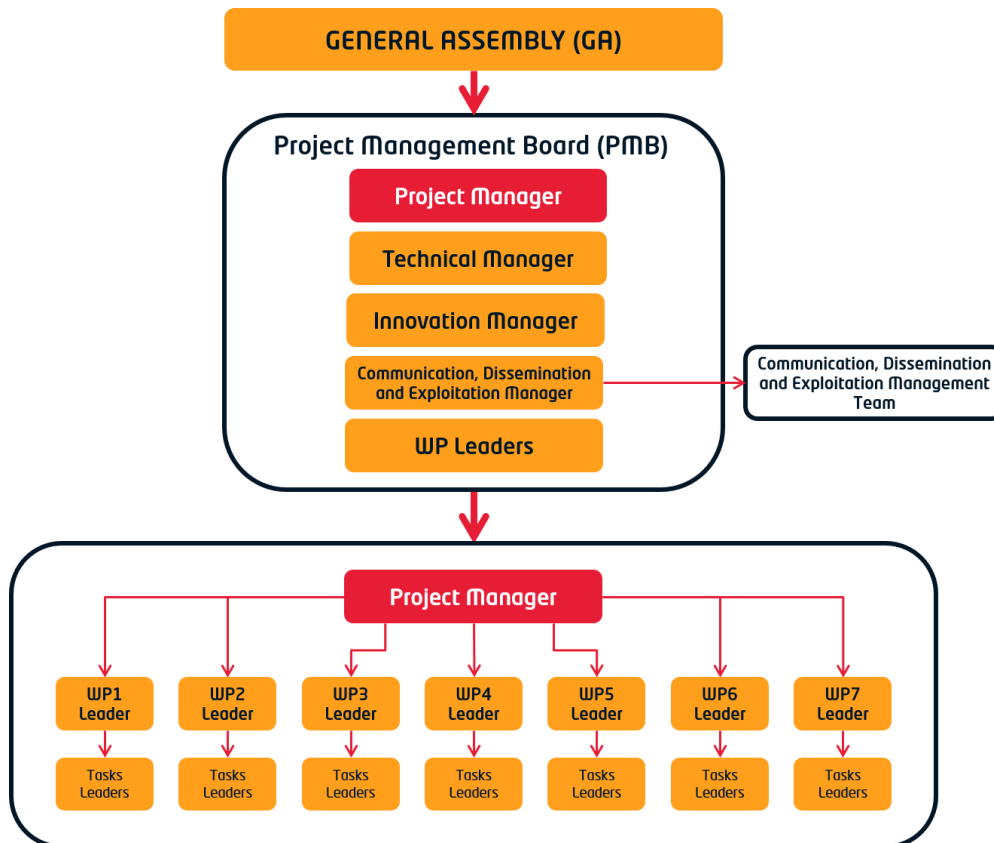 GENERAL ASSEMBLY (GA)
Project Management Board (PMB)
Project Manager
Technical Manager
Innovation Manager
Communication, Dissemination
and Exploitation Manager
Communication, Dissemination
and Exploitation Management
Team
WP Leaders
Project Manager
WP1
Leader
WP2
Leader
WP3
Leader
WP4
Leader
WP5
Leader
WP6
Leader
WP7
Leader
Tasks
Leaders
Tasks
Leaders
Tasks
Leaders
Tasks
Leaders
Tasks
Leaders
Tasks
Leaders
Tasks
Leaders